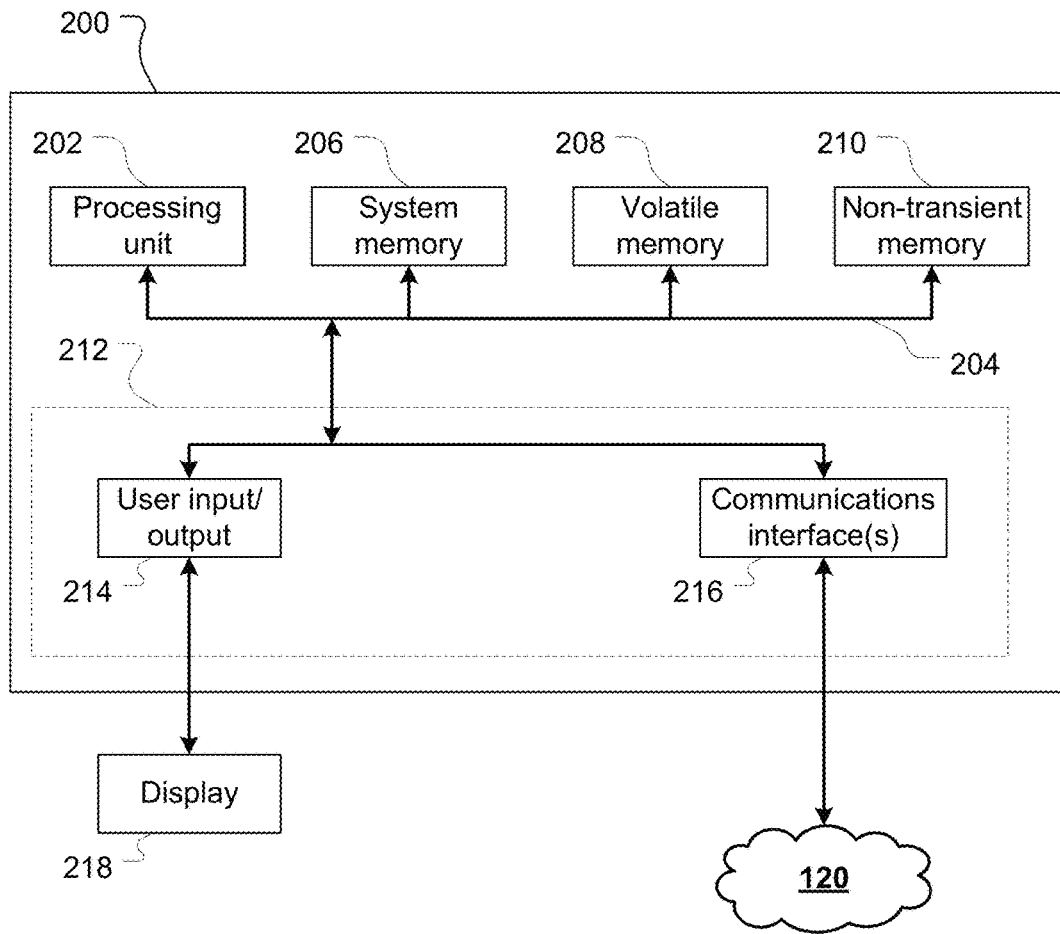 200
202
206
208
210
Processing
unit
System
memory
Volatile
memory
Non-transient
memory
212
204
User input/
output
Communications
interface(s)
214
216
Display
218
120